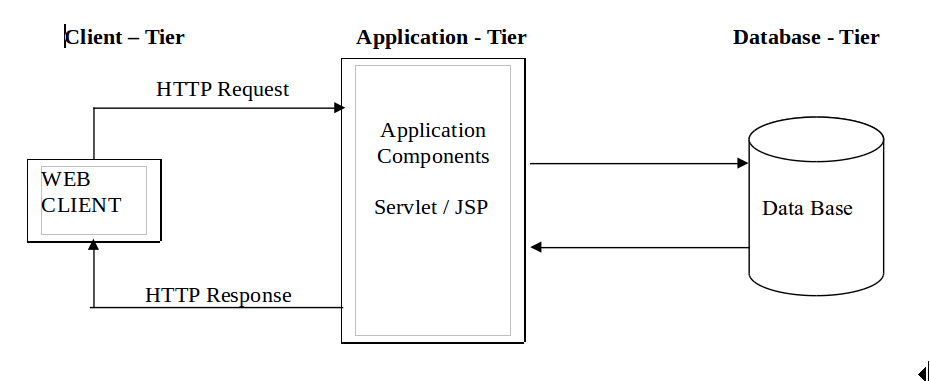 Client – Tier
Application - Tier
Database - Tier
HTTP Request
Application
Components
Servlet / JSP
WEB
CLIENT
Data Base
HTTP Response